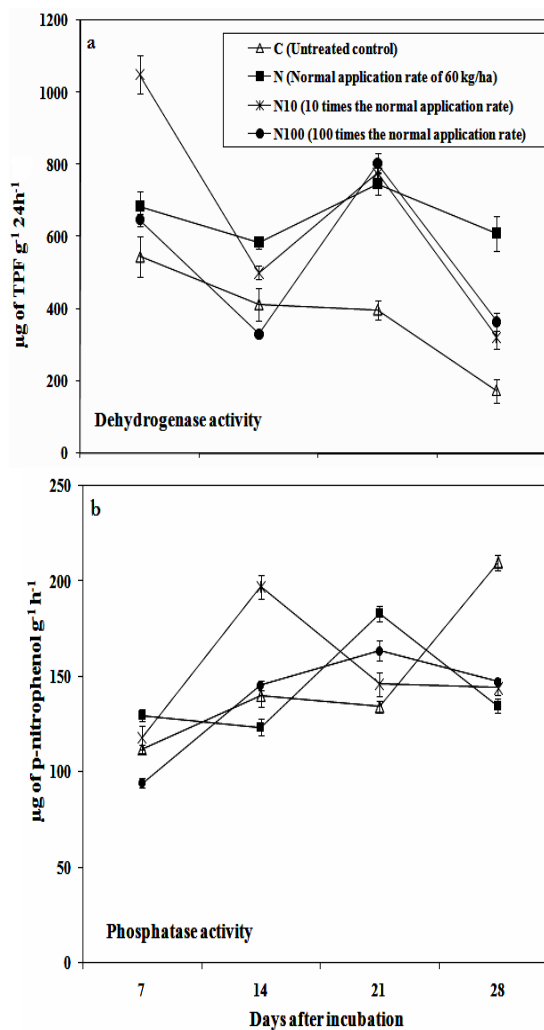 1200
1000
800
600
400
200
0
a
C (Untreated control)
N (Normal application rate of 60 kg/ha)
N10 (10 times the normal application rate)
N100 (100 times the normal application rate)
µg of TPF g⁻¹ 24h⁻¹
Dehydrogenase activity
250
200
150
100
50
0
b
µg of p-nitrophenol g⁻¹ h⁻¹
Phosphatase activity
7 14 21 28
Days after incubation